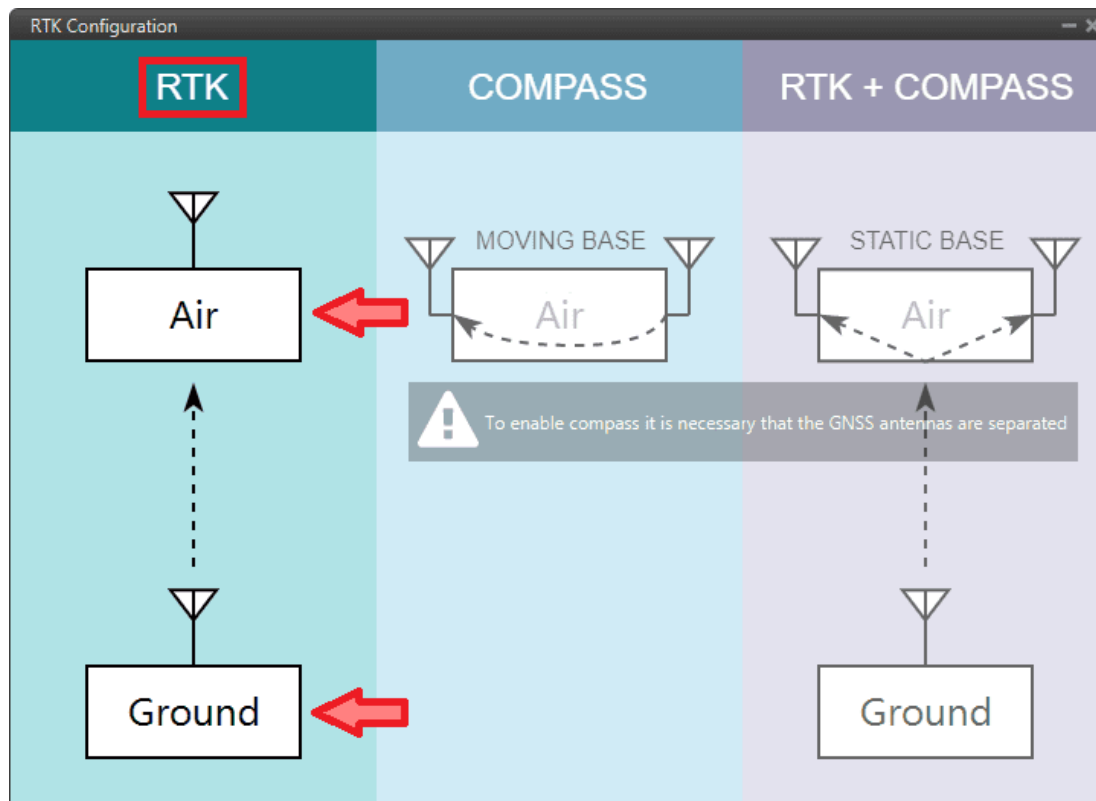 RTK Configuration
RTK
COMPASS
RTK + COMPASS
MOVING BASE
STATIC BASE
Air
Air
Air
To enable compass it is necessary that the GNSS antennas are separated
Ground
Ground